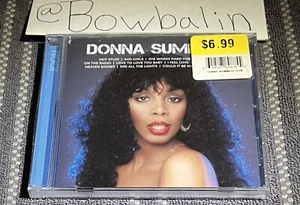 @Bowbalin
DONNA SUM
$6.99
HOT STUFF | BAD GIRLS | SHE WORKS HARD FOR
ON THE RADIO | LOVE TO LOVE YOU BABY | I FEEL LOVE
HEAVEN KNOWS | DIM ALL THE LIGHTS | COULD IT BE M